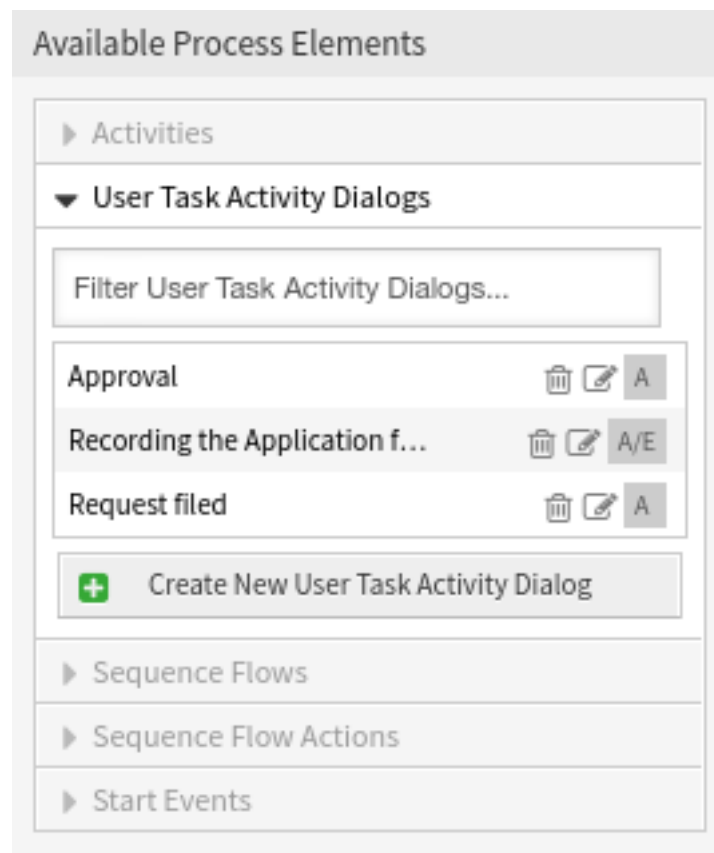 Available Process Elements
Activities
User Task Activity Dialogs
Filter User Task Activity Dialogs...
Approval A
Recording the Application f... A/E
Request filed A
Create New User Task Activity Dialog
Sequence Flows
Sequence Flow Actions
Start Events